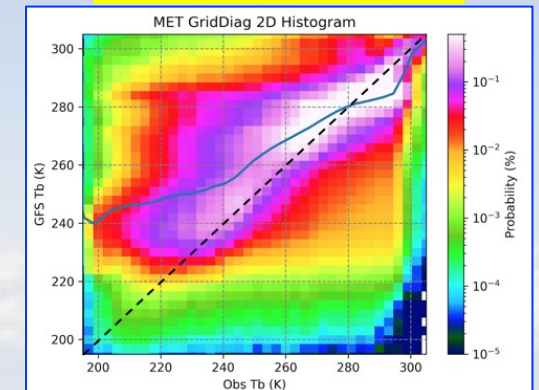 MET GridDiag 2D Histogram
300
280
260
240
220
200
GFS Tb (K)
200 220 240 260 280 300
Obs Tb (K)
10⁻¹
10⁻²
10⁻³
10⁻⁴
10⁻⁵
Probability (%)